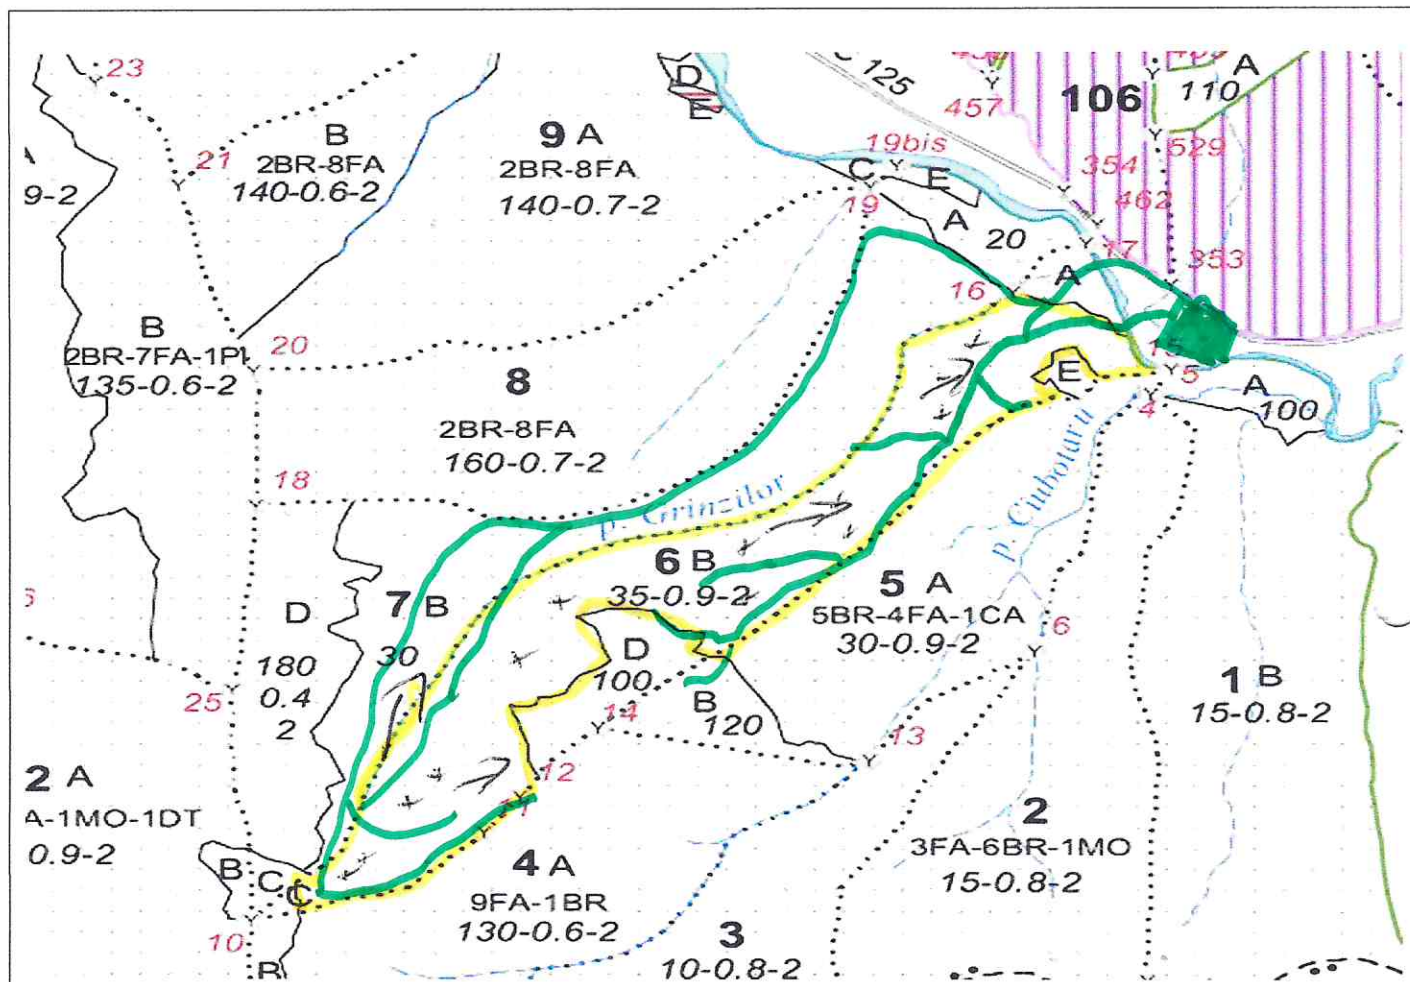 23
C 125
D
E
457
106
A
110
B
2BR-8FA
140-0.6-2
21
9 A
2BR-8FA
140-0.7-2
19bis
529
354
9-2
C
E
19
462
A
20
17
353
16
A
B
2BR-7FA-1PI
135-0.6-2
20
8
2BR-8FA
160-0.7-2
15
5
E
4
A
100
18
P. Grinzilor
P. Ciubotaru
6 B
35-0.9-2
5 A
5BR-4FA-1CA
30-0.9-2
7 B
30
D
180
0.4
2
D
100
6
1 B
15-0.8-2
25
14
B
120
13
12
11
2 A
A-1MO-1DT
0.9-2
2
3FA-6BR-1MO
15-0.8-2
B
C
C
4 A
9FA-1BR
130-0.6-2
10
3
10-0.8-2